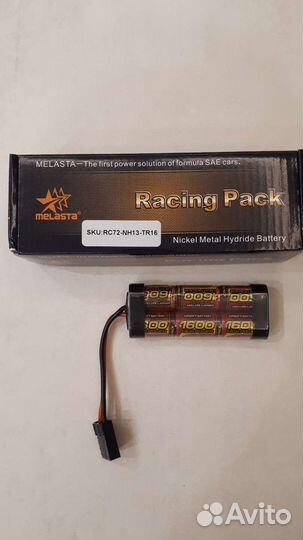 MELASTA—The first power solution of formula SAE cars.
Racing Pack
MELASTA
SKU:RC72-NH13-TR16
Nickel Metal Hydride Battery
1600
1600
Avito